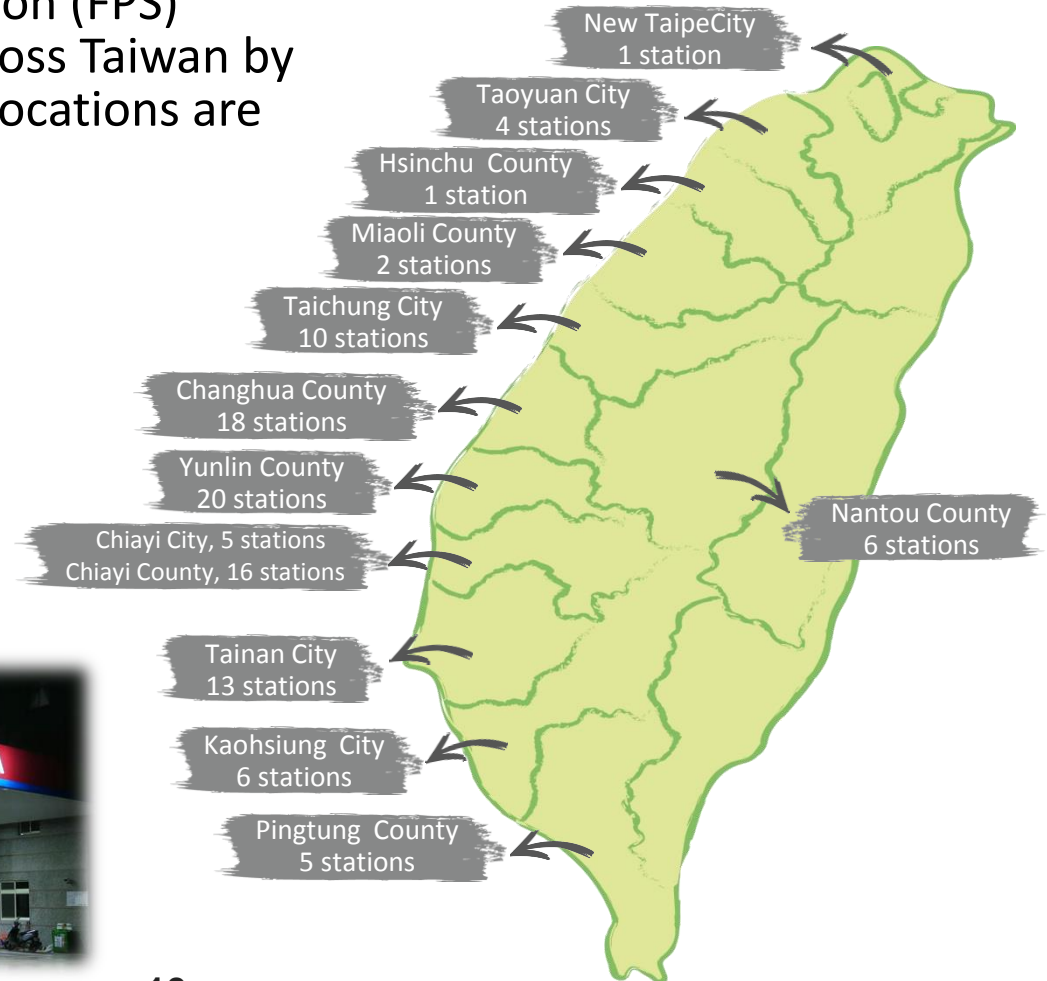 on (FPS)
oss Taiwan by
ocations are
New TaipeCity
1 station
Taoyuan City
4 stations
Hsinchu County
1 station
Miaoli County
2 stations
Taichung City
10 stations
Changhua County
18 stations
Yunlin County
20 stations
Chiayi City, 5 stations
Chiayi County, 16 stations
Nantou County
6 stations
Tainan City
13 stations
Kaohsiung City
6 stations
Pingtung County
5 stations